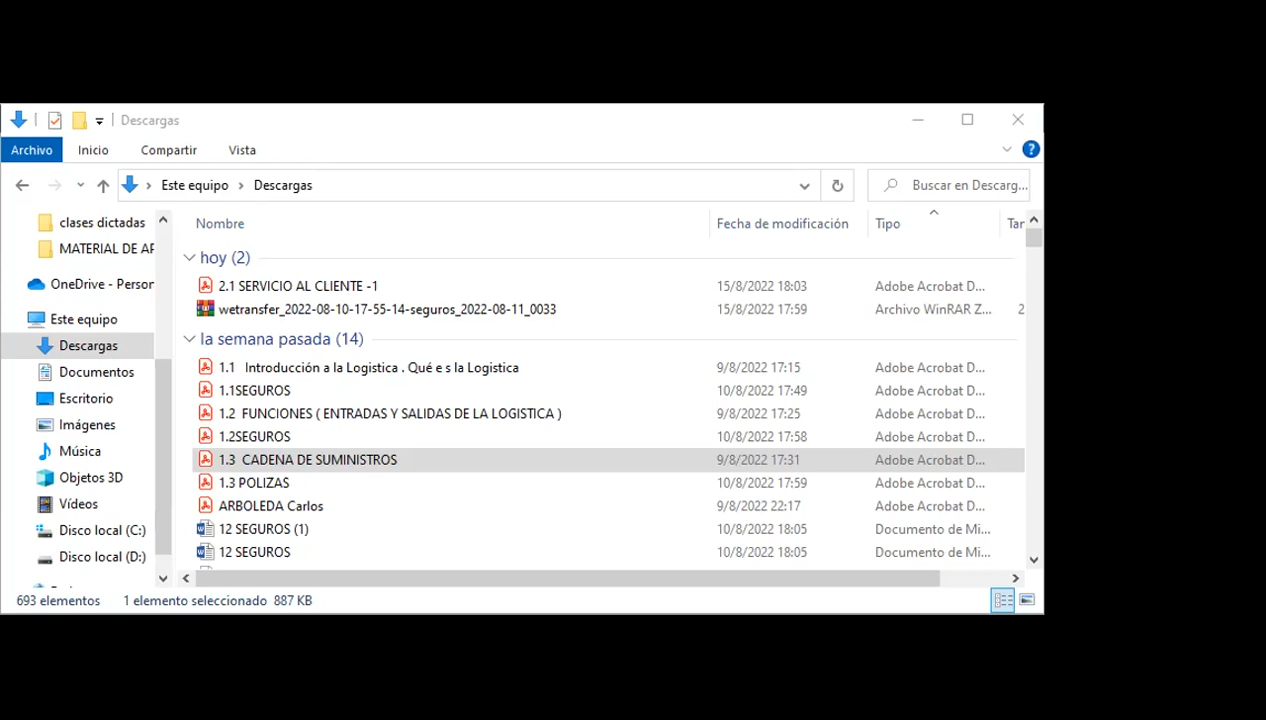 Descargas
Archivo Inicio Compartir Vista
Este equipo > Descargas Buscar en Descarg...
clases dictadas
MATERIAL DE AF
OneDrive - Person
Este equipo
Descargas
Documentos
Escritorio
Imágenes
Música
Objetos 3D
Vídeos
Disco local (C:)
Disco local (D:)
Nombre Fecha de modificación Tipo Tar
hoy (2)
2.1 SERVICIO AL CLIENTE -1 15/8/2022 18:03 Adobe Acrobat D...
wetransfer_2022-08-10-17-55-14-seguros_2022-08-11_0033 15/8/2022 17:59 Archivo WinRAR Z... 2
la semana pasada (14)
1.1 Introducción a la Logistica . Qué e s la Logistica 9/8/2022 17:15 Adobe Acrobat D...
1.1SEGUROS 10/8/2022 17:49 Adobe Acrobat D...
1.2 FUNCIONES ( ENTRADAS Y SALIDAS DE LA LOGISTICA ) 9/8/2022 17:25 Adobe Acrobat D...
1.2SEGUROS 10/8/2022 17:58 Adobe Acrobat D...
1.3 CADENA DE SUMINISTROS 9/8/2022 17:31 Adobe Acrobat D...
1.3 POLIZAS 10/8/2022 17:59 Adobe Acrobat D...
ARBOLEDA Carlos 9/8/2022 22:17 Adobe Acrobat D...
12 SEGUROS (1) 10/8/2022 18:05 Documento de Mi...
12 SEGUROS 10/8/2022 18:05 Documento de Mi...
693 elementos 1 elemento seleccionado 887 KB